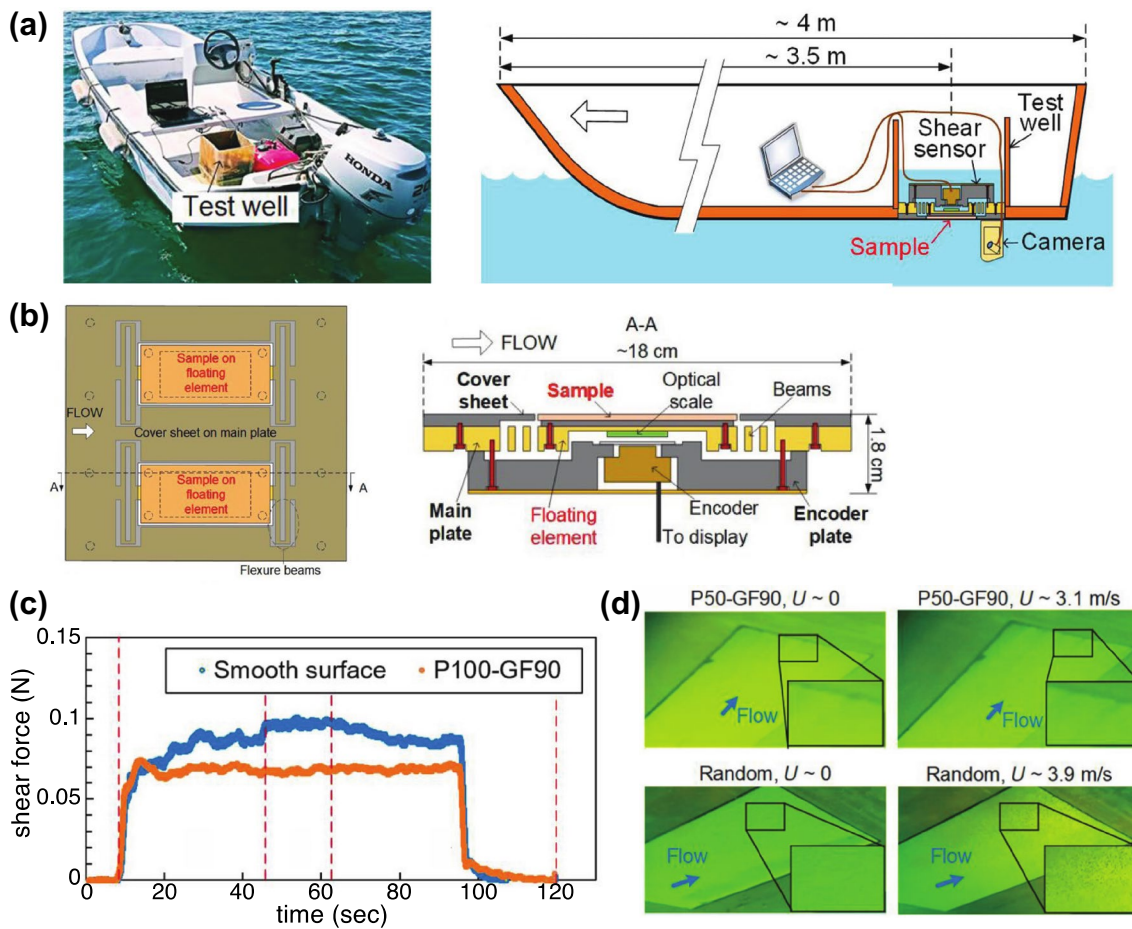 (a)
HONDA
20
Test well
~ 4 m
~ 3.5 m
Test
well
Shear
sensor
Sample
Camera
(b)
Sample on
floating
element
FLOW
Cover sheet on main plate
A
A
Sample on
floating
element
Flexure beams
A-A
FLOW
~18 cm
Cover
sheet
Sample
Optical
scale
Beams
1.8 cm
Main
plate
Floating
element
Encoder
To display
Encoder
plate
(c)
0.15
0.1
0.05
0
shear force (N)
Smooth surface
P100-GF90
0
20
40
60
80
100
120
time (sec)
(d)
P50-GF90, U ~ 0
Flow
P50-GF90, U ~ 3.1 m/s
Flow
Random, U ~ 0
Flow
Random, U ~ 3.9 m/s
Flow